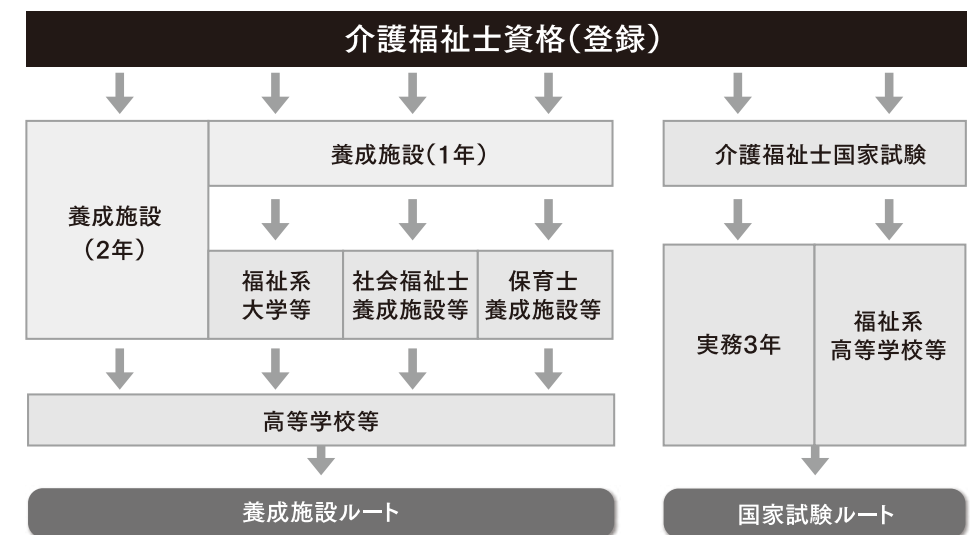 介護福祉士資格（登録）
養成施設
（2年）
養成施設（1年）
福祉系
大学等
社会福祉士
養成施設等
保育士
養成施設等
高等学校等
養成施設ルート
介護福祉士国家試験
実務3年
福祉系
高等学校等
国家試験ルート